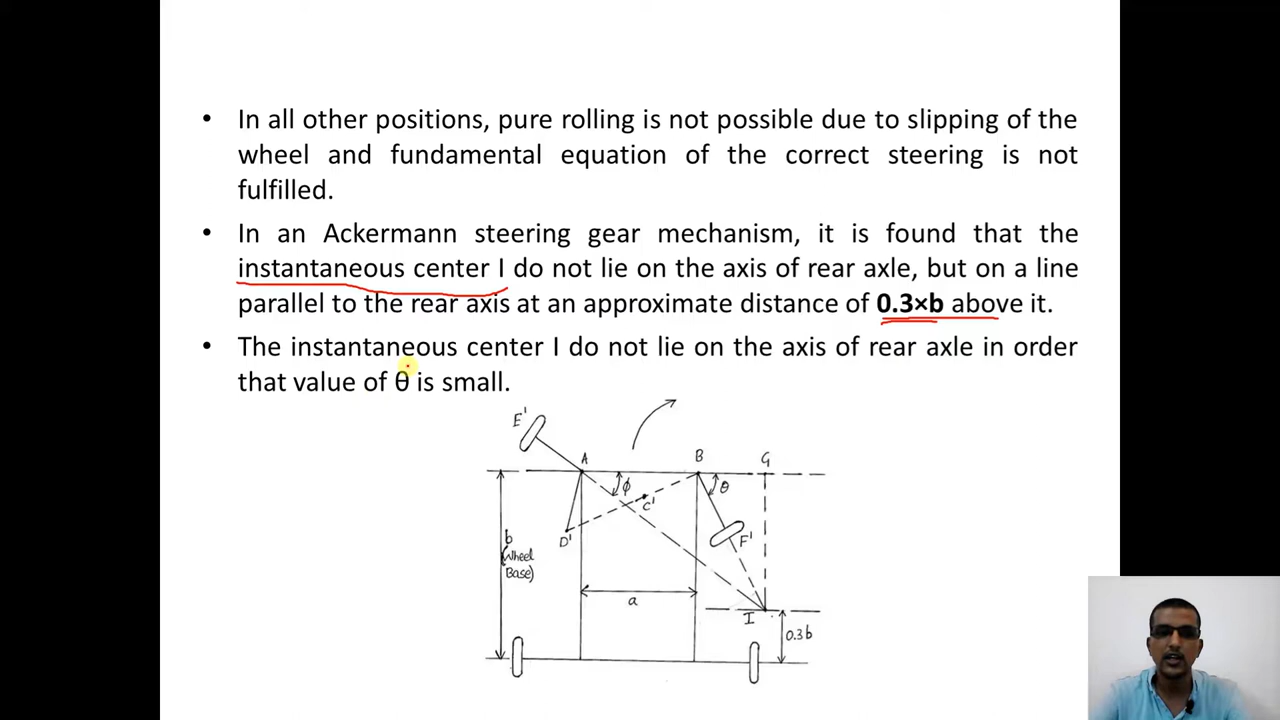 • In all other positions, pure rolling is not possible due to slipping of the
wheel and fundamental equation of the correct steering is not
fulfilled.
• In an Ackermann steering gear mechanism, it is found that the
instantaneous center I do not lie on the axis of rear axle, but on a line
parallel to the rear axis at an approximate distance of 0.3×b above it.
• The instantaneous center I do not lie on the axis of rear axle in order
that value of θ is small.
E'
A
B
G
ϕ
θ
C'
D'
F'
b
(Wheel
Base)
a
I
0.3b